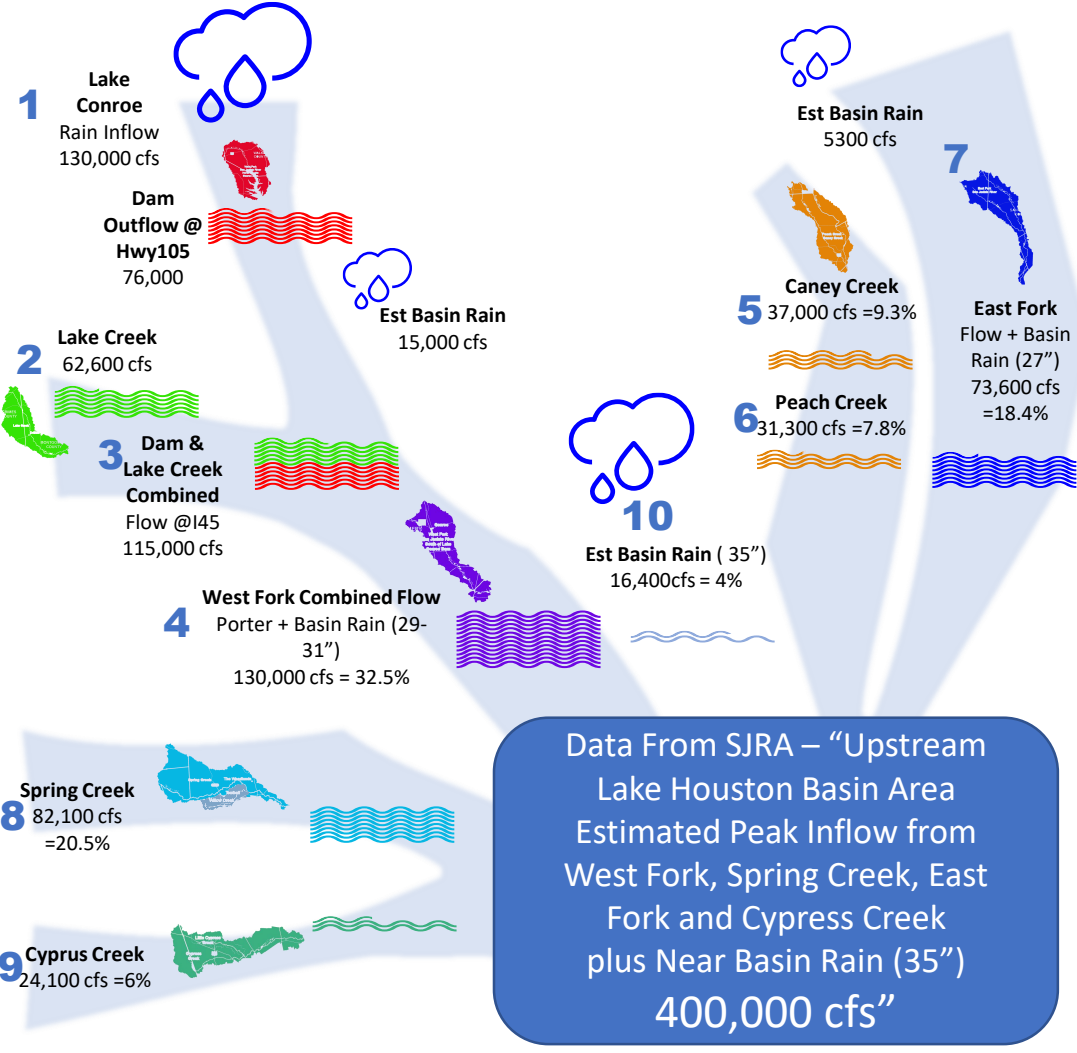 1
Lake
Conroe
Rain Inflow
130,000 cfs
Dam
Outflow @
Hwy105
76,000
Est Basin Rain
15,000 cfs
2
Lake Creek
62,600 cfs
3
Dam &
Lake Creek
Combined
Flow @I45
115,000 cfs
4
West Fork Combined Flow
Porter + Basin Rain (29-
31”)
130,000 cfs = 32.5%
Est Basin Rain
5300 cfs
5
Caney Creek
37,000 cfs =9.3%
6
Peach Creek
31,300 cfs =7.8%
7
East Fork
Flow + Basin
Rain (27”)
73,600 cfs
=18.4%
10
Est Basin Rain ( 35”)
16,400cfs = 4%
8
Spring Creek
82,100 cfs
=20.5%
9
Cyprus Creek
24,100 cfs =6%
Data From SJRA – “Upstream
Lake Houston Basin Area
Estimated Peak Inflow from
West Fork, Spring Creek, East
Fork and Cypress Creek
plus Near Basin Rain (35”)
400,000 cfs”